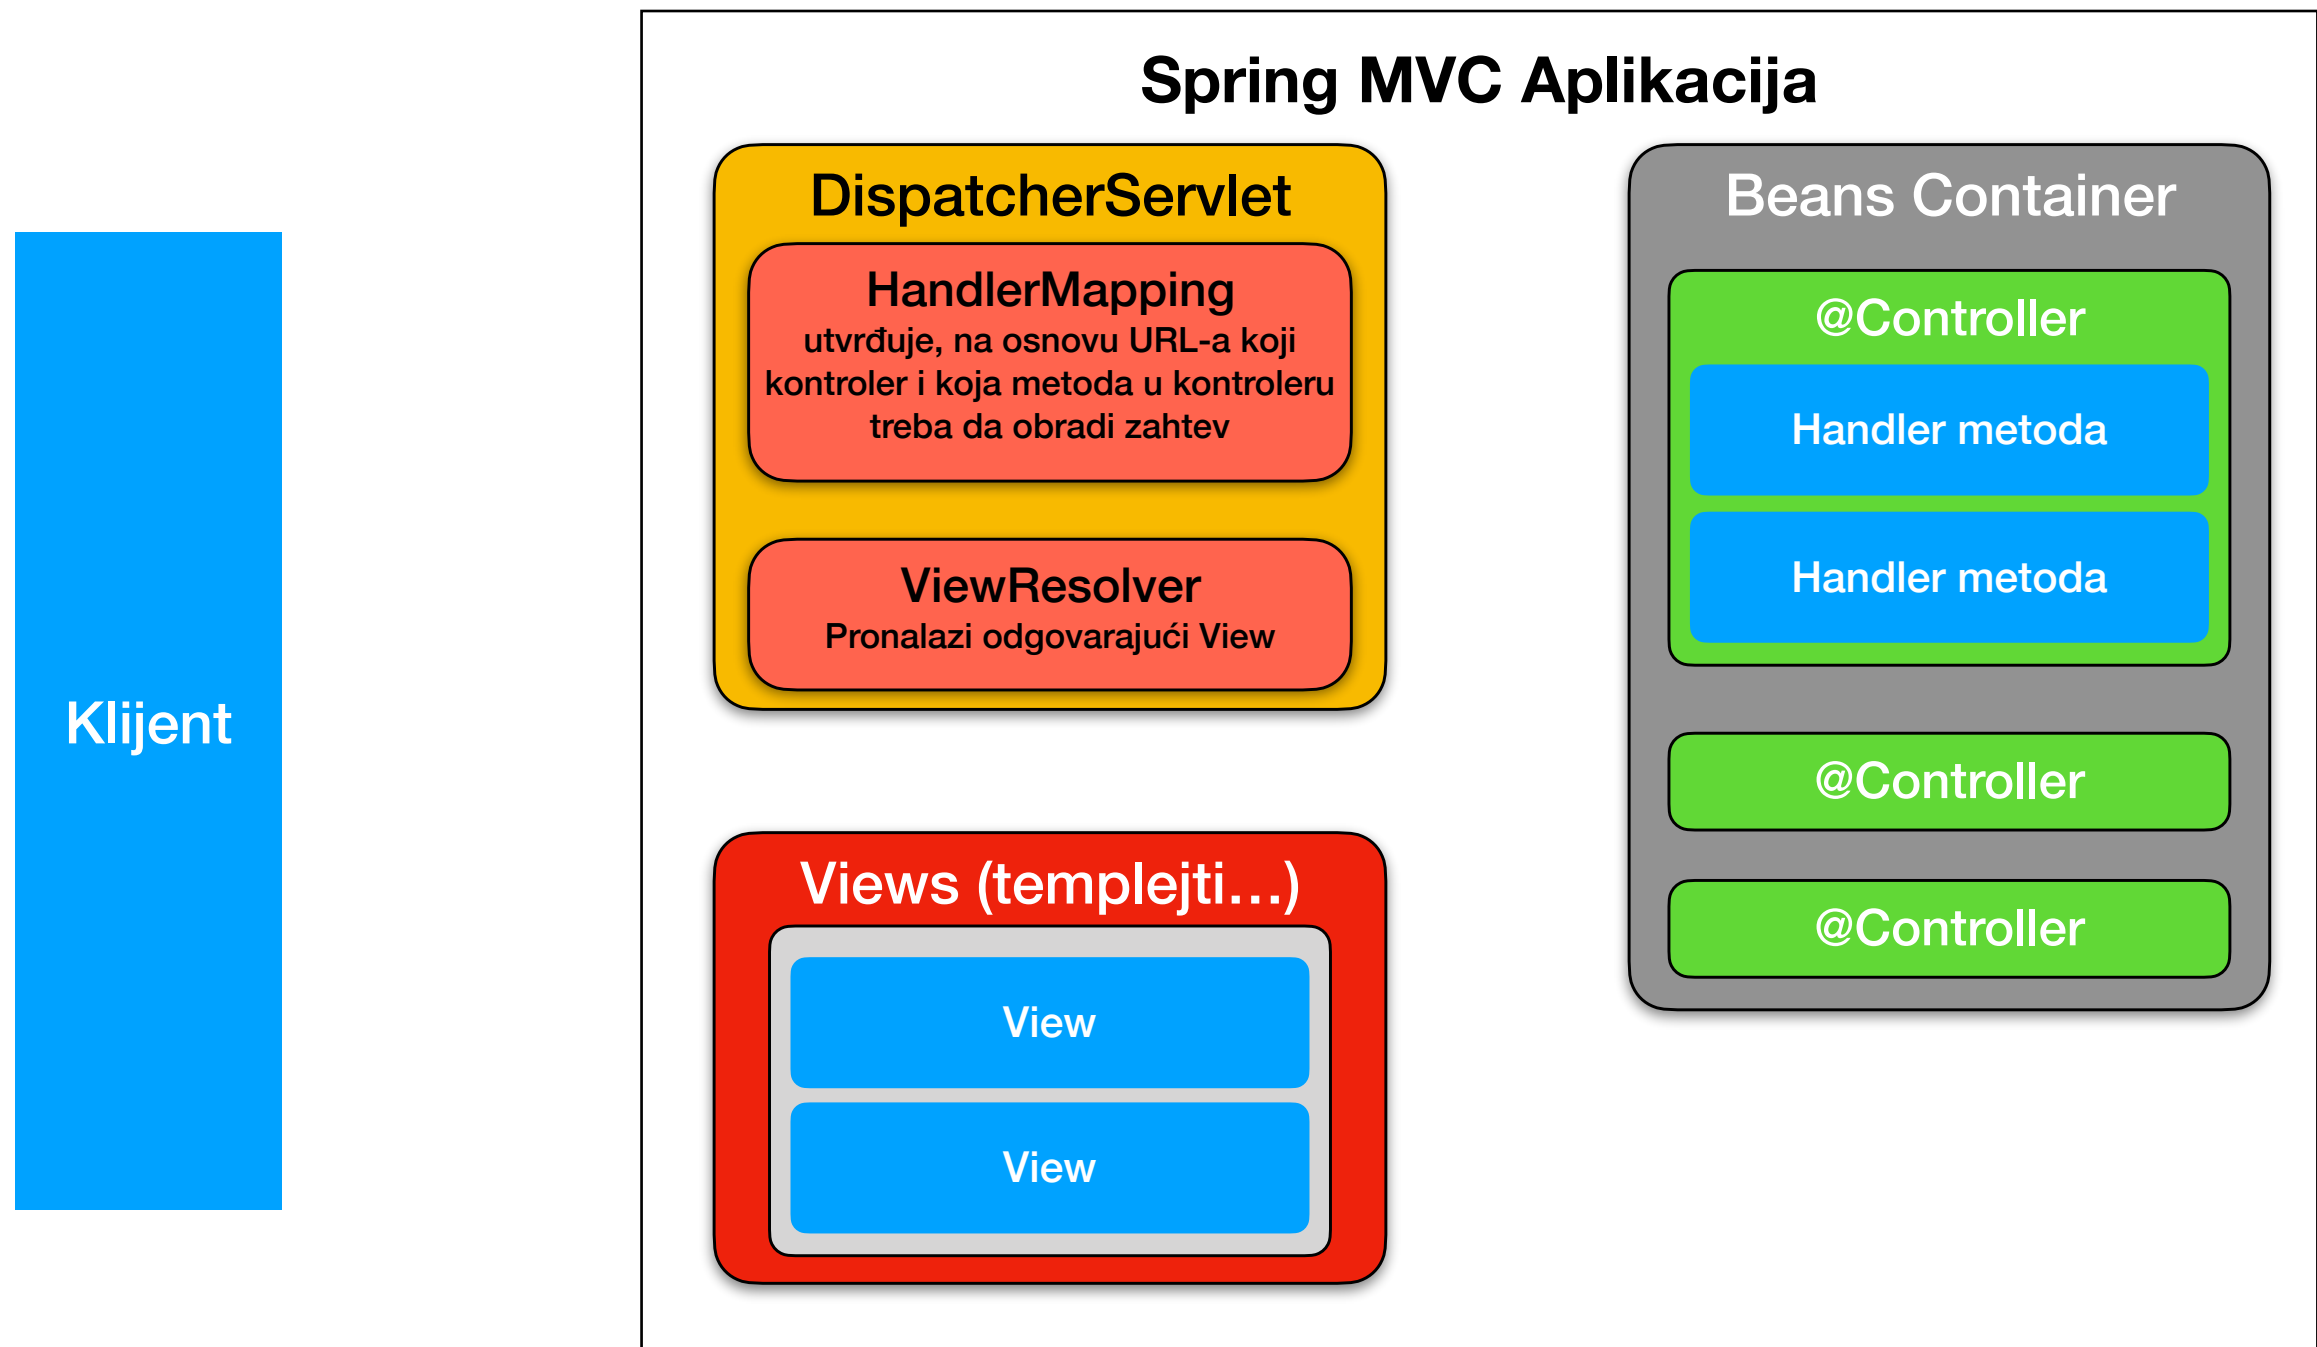 Spring MVC Aplikacija
Klijent
DispatcherServlet
HandlerMapping
utvrđuje, na osnovu URL-a koji
kontroler i koja metoda u kontroleru
treba da obradi zahtev
ViewResolver
Pronalazi odgovarajući View
Views (templejti...)
View
View
Beans Container
@Controller
Handler metoda
Handler metoda
@Controller
@Controller